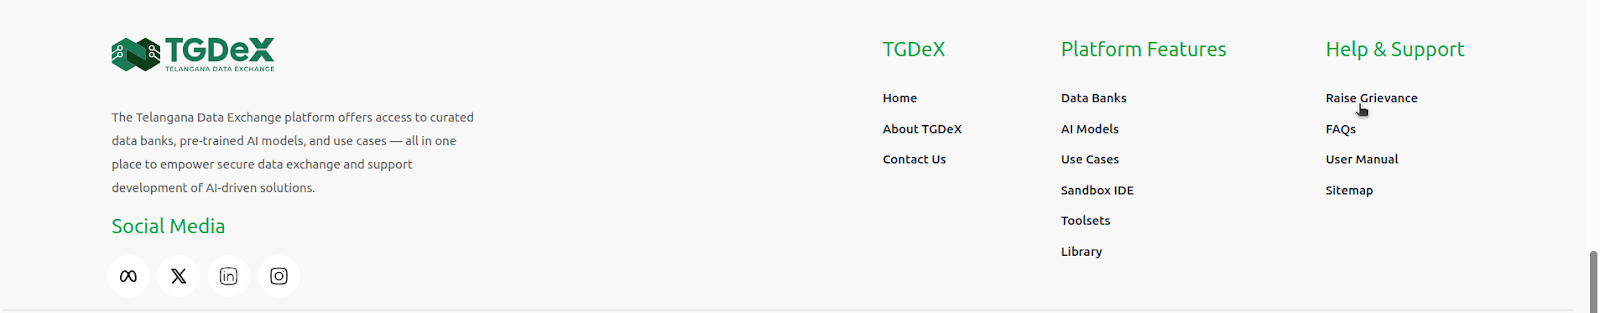 TGDeX
TELANGANA DATA EXCHANGE
The Telangana Data Exchange platform offers access to curated
data banks, pre-trained AI models, and use cases — all in one
place to empower secure data exchange and support
development of AI-driven solutions.
Social Media
TGDeX
Home
About TGDeX
Contact Us
Platform Features
Data Banks
AI Models
Use Cases
Sandbox IDE
Toolsets
Library
Help & Support
Raise Grievance
FAQs
User Manual
Sitemap